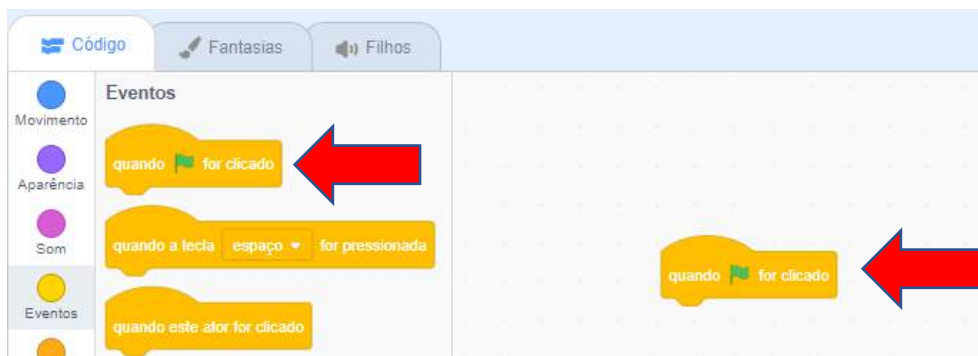 Código Fantasias Filhos
Eventos
Movimento
Aparência
Som
Eventos
quando for clicado
quando a tecla espaço for pressionada
quando este alor for clicado
quando for clicado